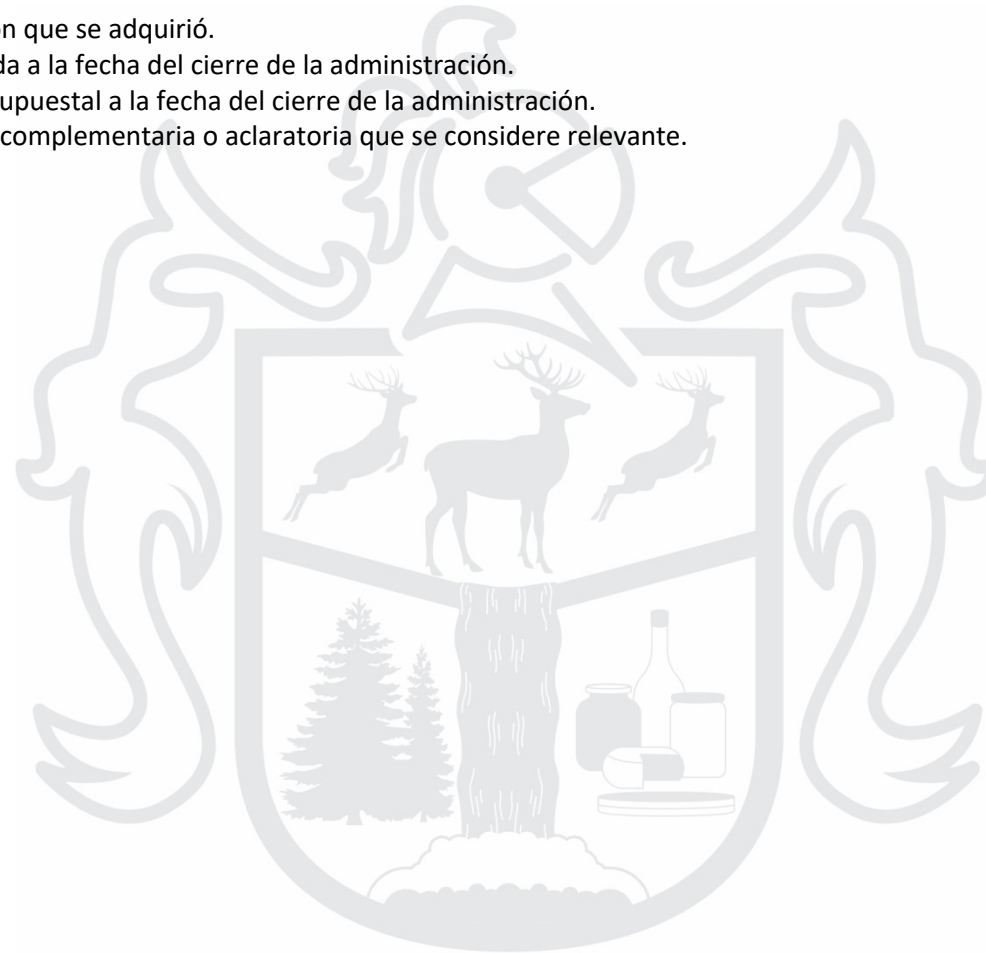 ón que se adquirió.
da a la fecha del cierre de la administración.
upuestal a la fecha del cierre de la administración.
complementaria o aclaratoria que se considere relevante.